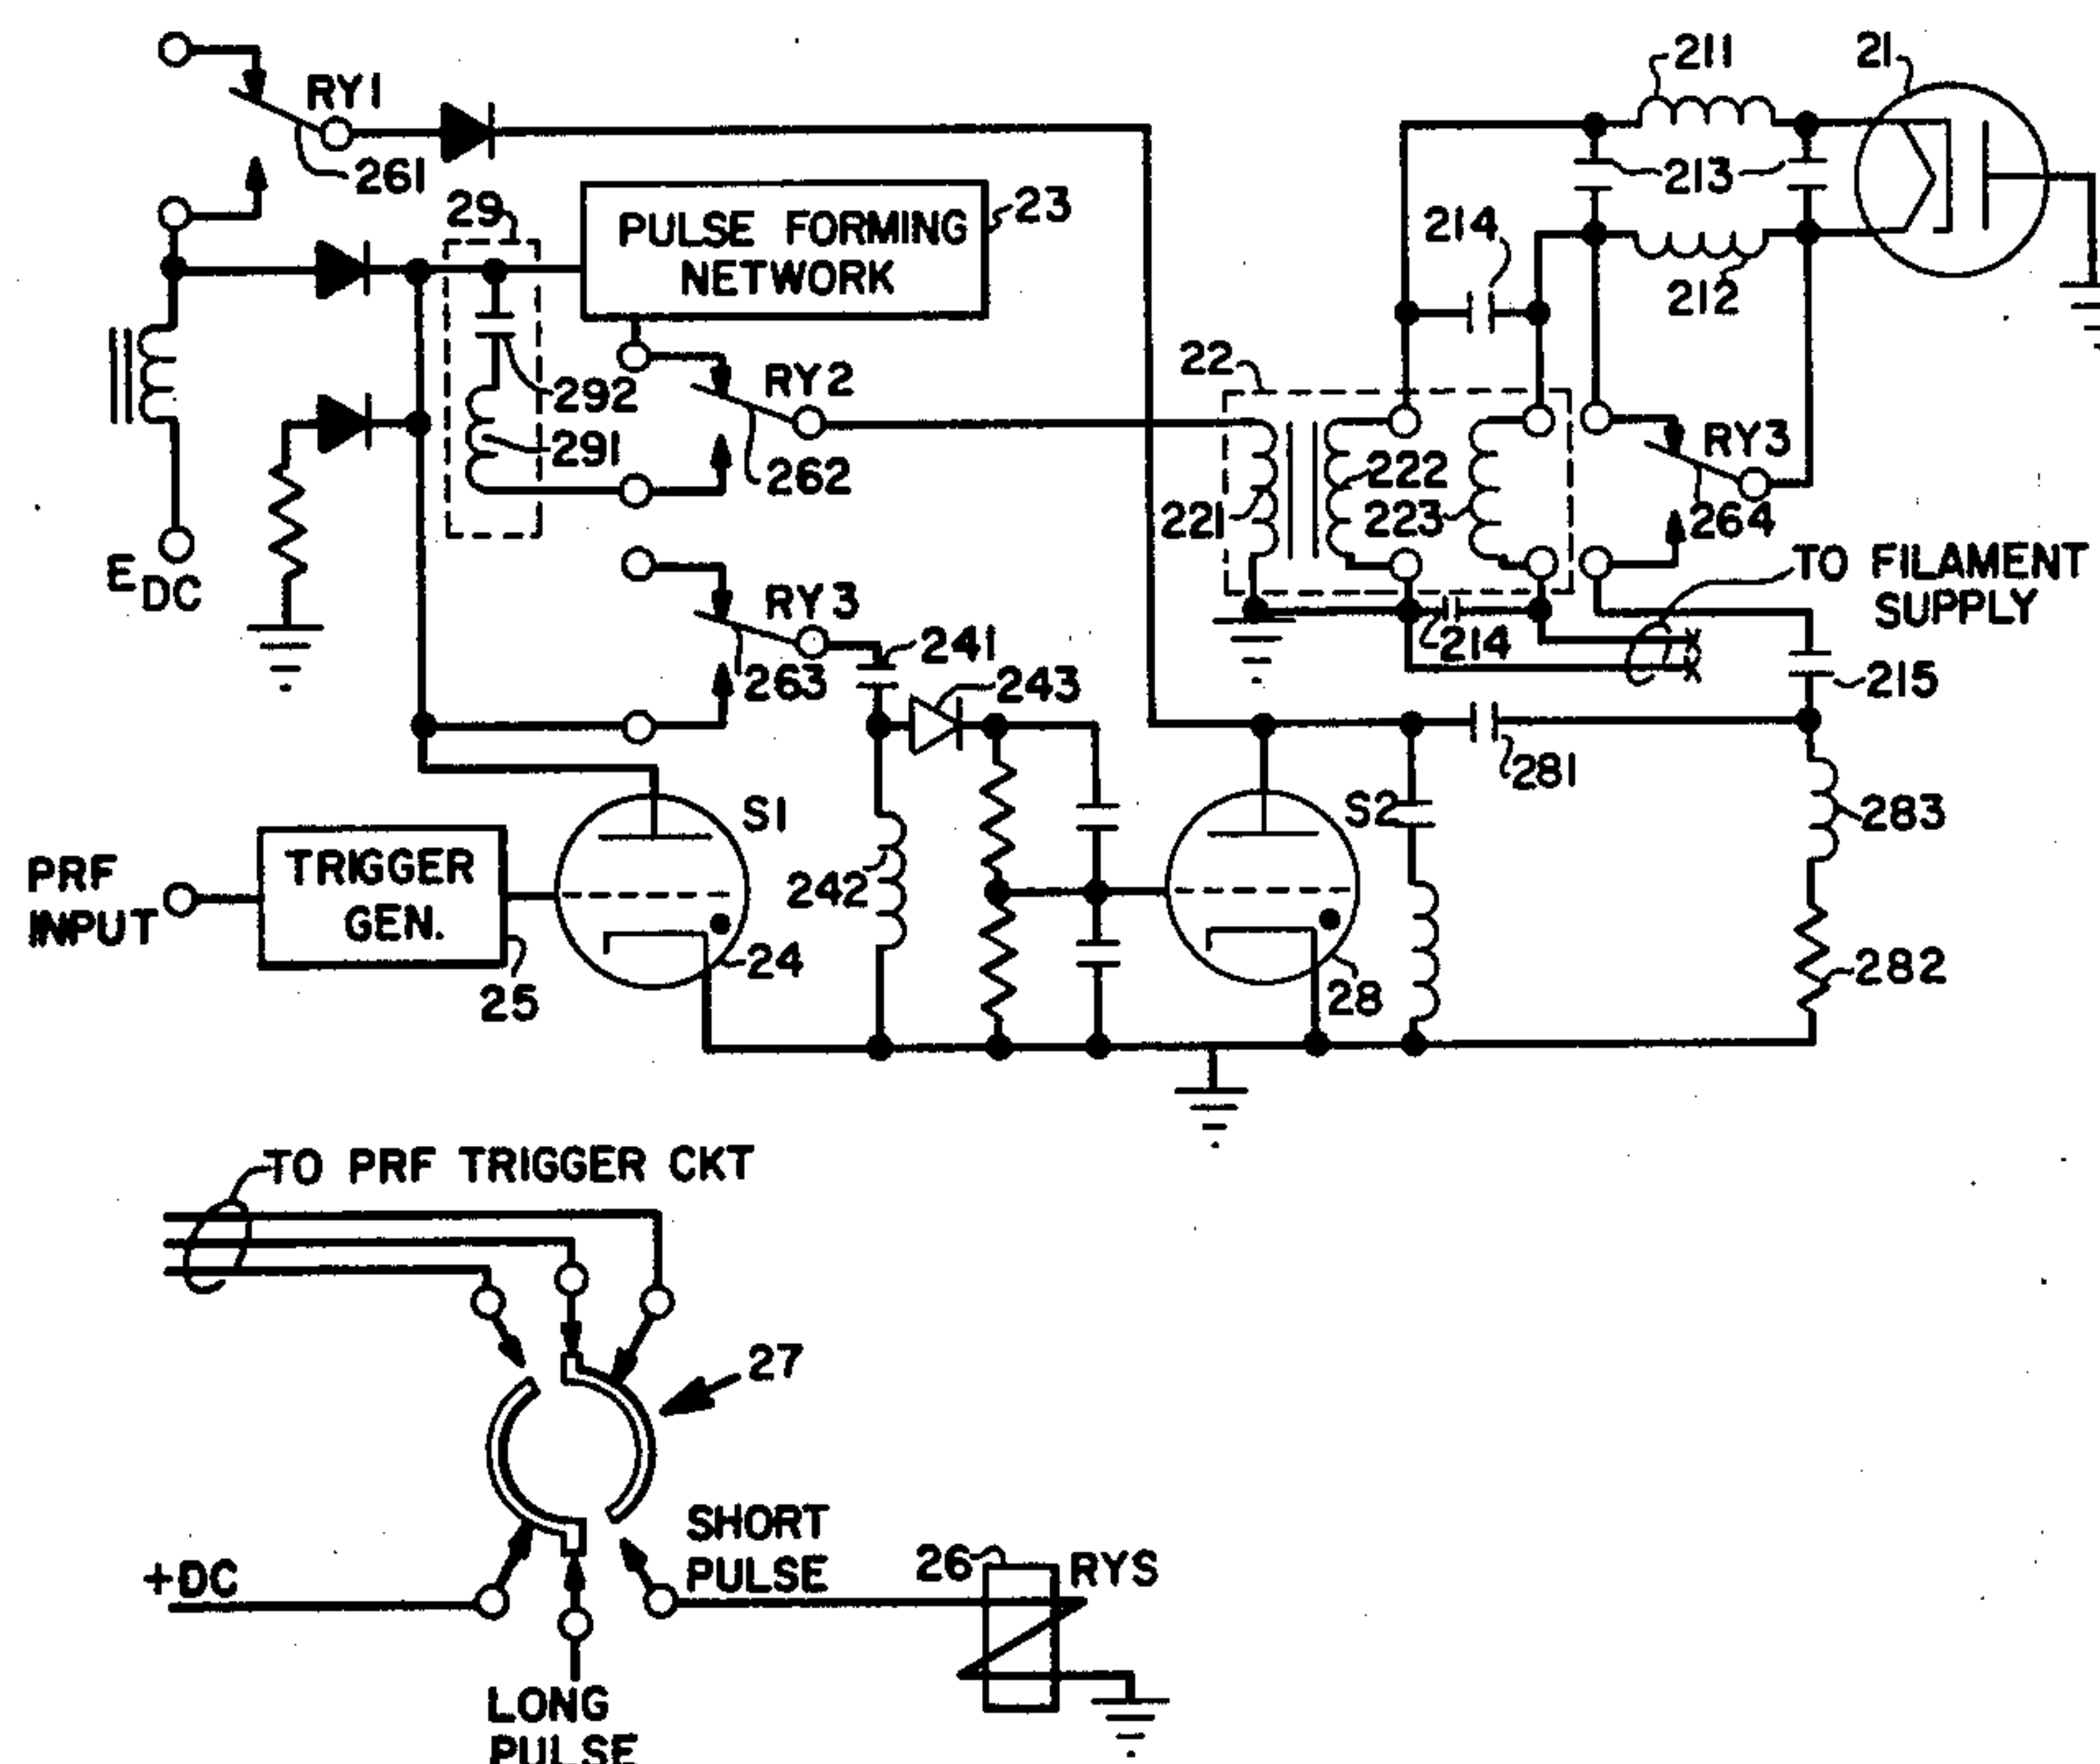 RY1
261
211
21
213
29
23
PULSE FORMING
NETWORK
214
212
22
RY2
292
291
262
RY3
222
221
223
264
EDC
TO FILAMENT
SUPPLY
RY3
241
214
263
243
215
281
S1
S2
283
PRF
INPUT
TRIGGER
GEN.
242
24
282
25
28
TO PRF TRIGGER CKT
27
SHORT
PULSE
26
RYS
+DC
LONG
PULSE